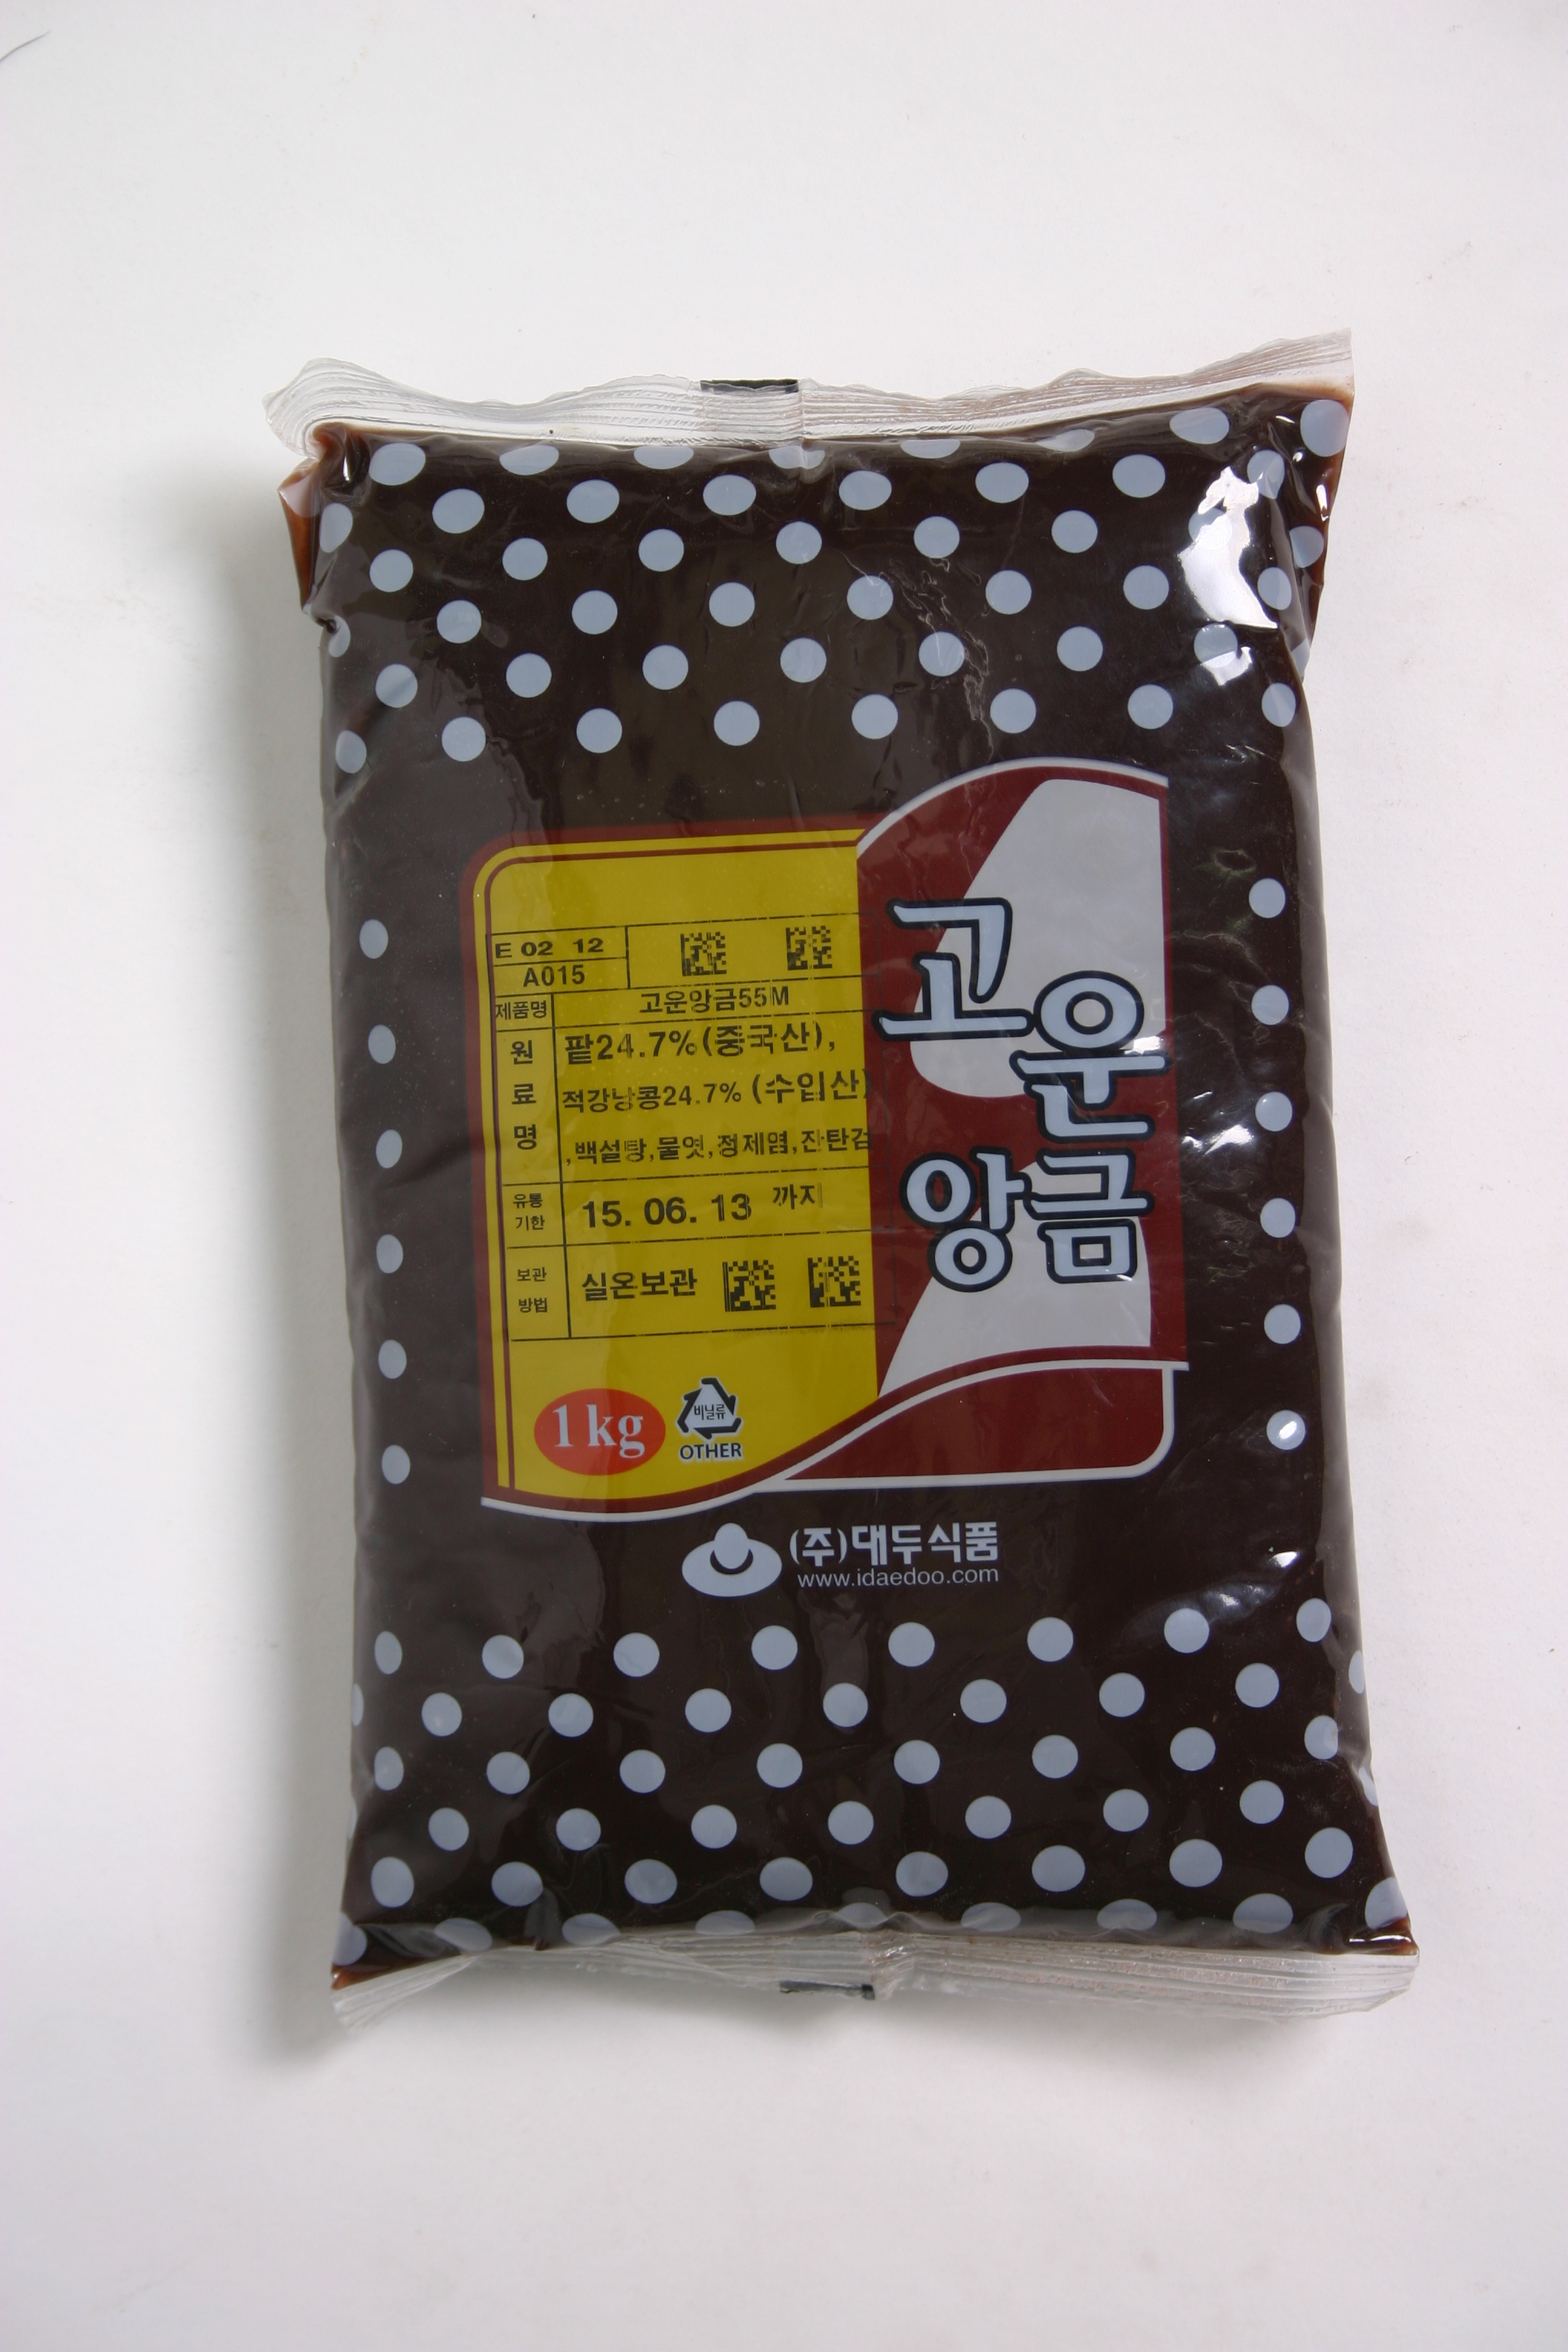 E 02 12
A015
제품명 고운앙금55M
원료명 팥24.7%(중국산),
적강낭콩24.7%(수입산)
,백설탕,물엿,정제염,잔탄검
유통기한 15. 06. 13 까지
보관방법 실온보관
1kg
비닐류
OTHER
고운
앙금
(주)대두식품
www.idaedoo.com